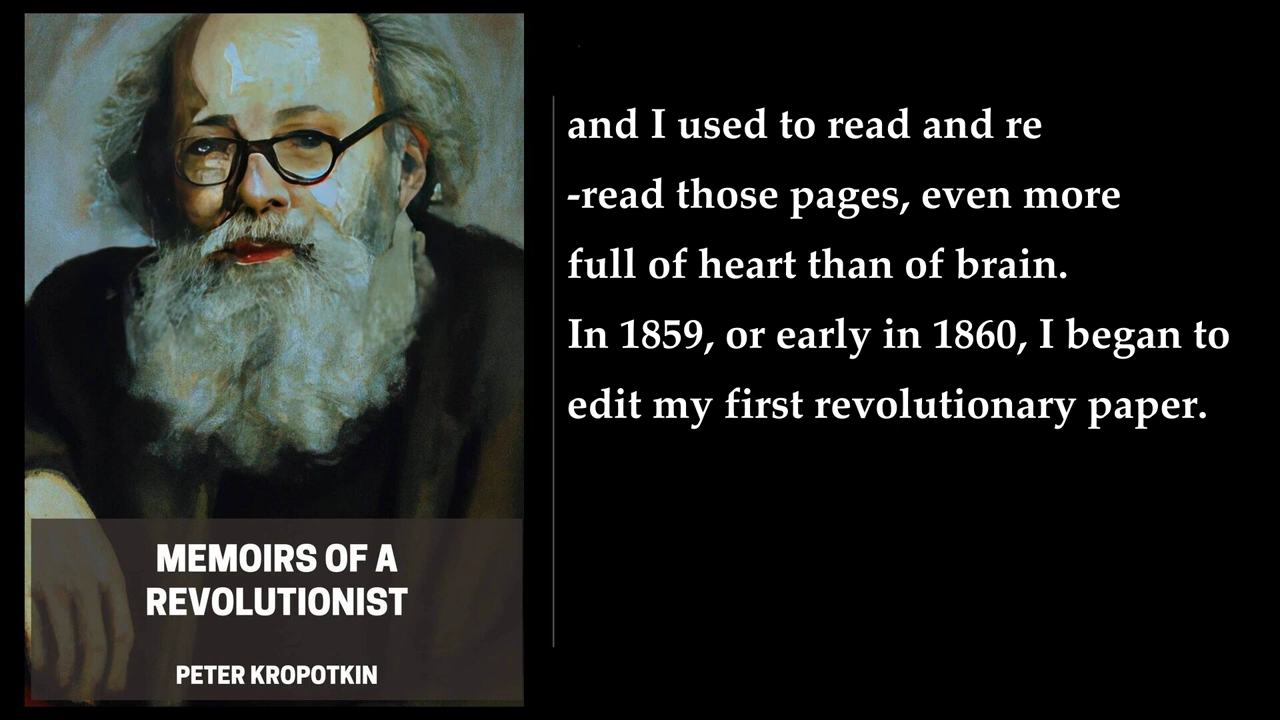 and I used to read and re
-read those pages, even more
full of heart than of brain.
In 1859, or early in 1860, I began to
edit my first revolutionary paper.
MEMOIRS OF A
REVOLUTIONIST
PETER KROPOTKIN